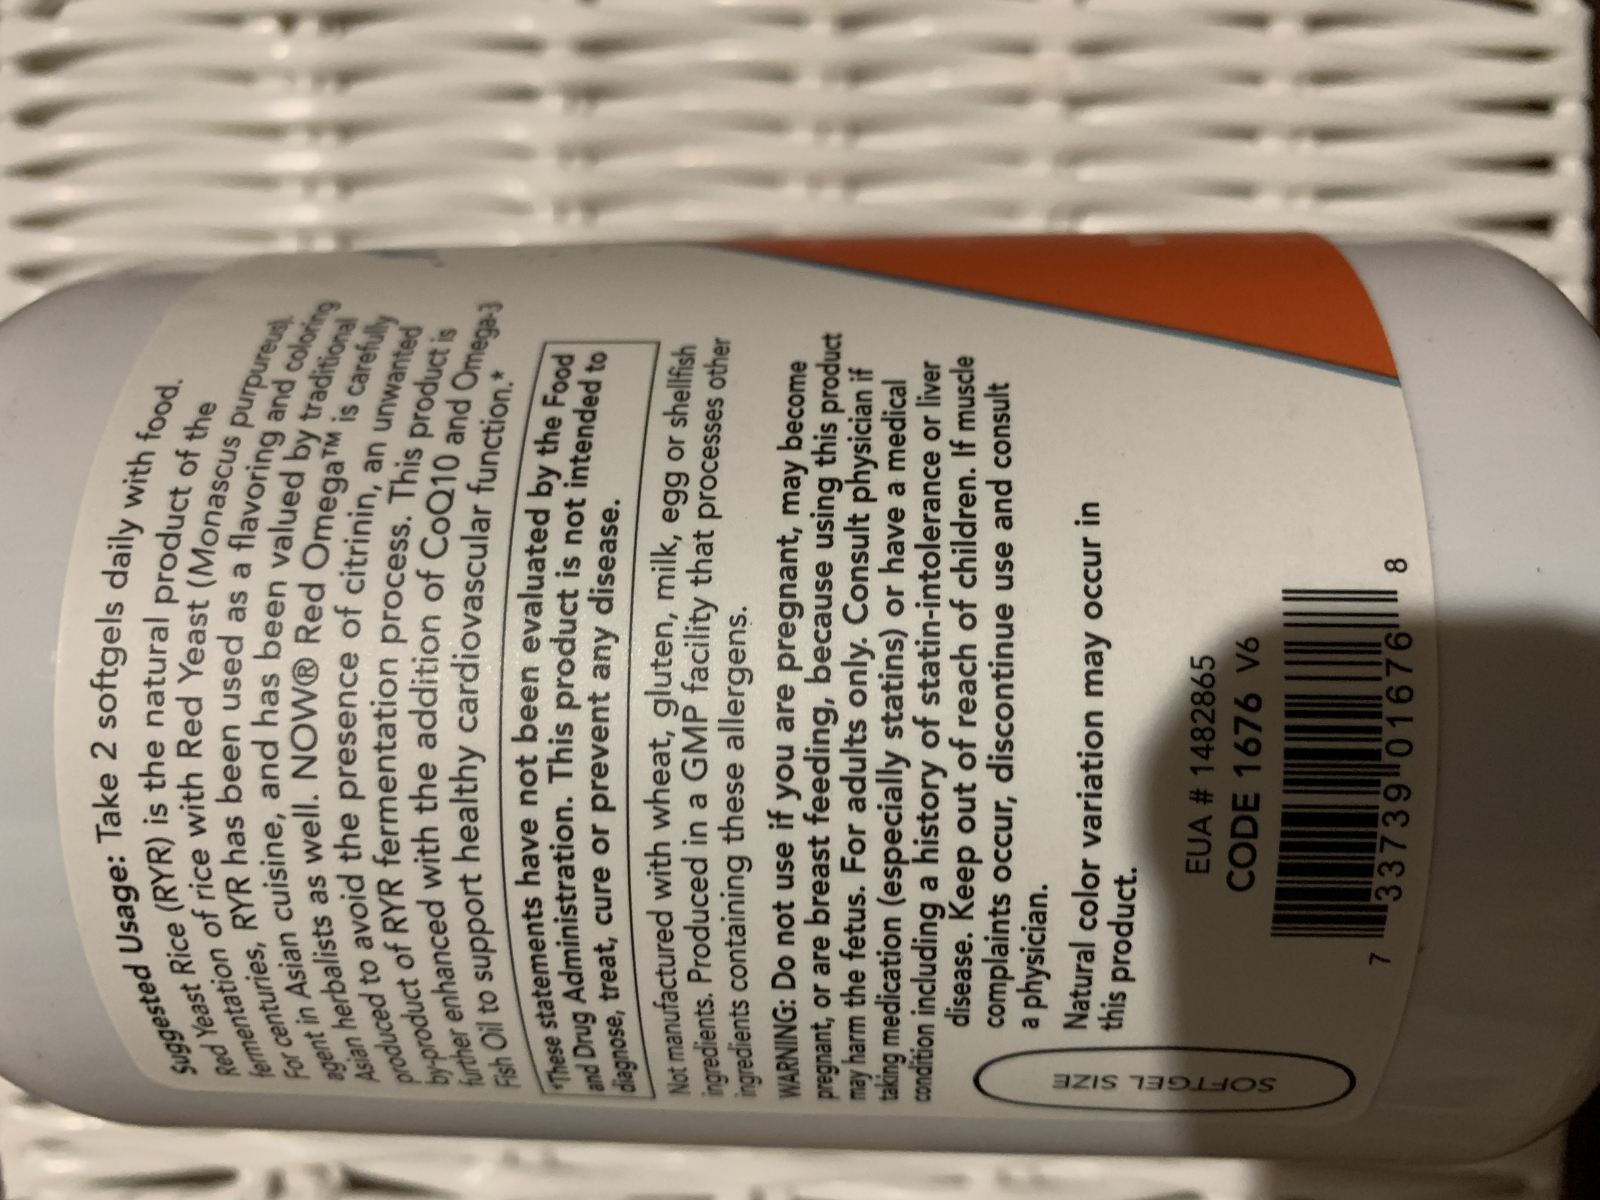 Suggested Usage: Take 2 softgels daily with food.
Red Yeast Rice (RYR) is the natural product of the
fermentation of rice with Red Yeast (Monascus purpureus).
For centuries, RYR has been used as a flavoring and coloring
agent in Asian cuisine, and has been valued by traditional
Asian herbalists as well. NOW® Red Omega™ is carefully
produced to avoid the presence of citrinin, an unwanted
by-product of RYR fermentation process. This product is
further enhanced with the addition of CoQ10 and Omega-3
Fish Oil to support healthy cardiovascular function.*
*These statements have not been evaluated by the Food
and Drug Administration. This product is not intended to
diagnose, treat, cure or prevent any disease.
Not manufactured with wheat, gluten, milk, egg or shellfish
ingredients. Produced in a GMP facility that processes other
ingredients containing these allergens.
WARNING: Do not use if you are pregnant, may become
pregnant, or are breast feeding, because using this product
may harm the fetus. For adults only. Consult physician if
taking medication (especially statins) or have a medical
condition including a history of statin-intolerance or liver
disease. Keep out of reach of children. If muscle
complaints occur, discontinue use and consult
a physician.
Natural color variation may occur in
this product.
SOFTGEL SIZE
EUA # 1482865
CODE 1676 V6
7 33739 01676 8